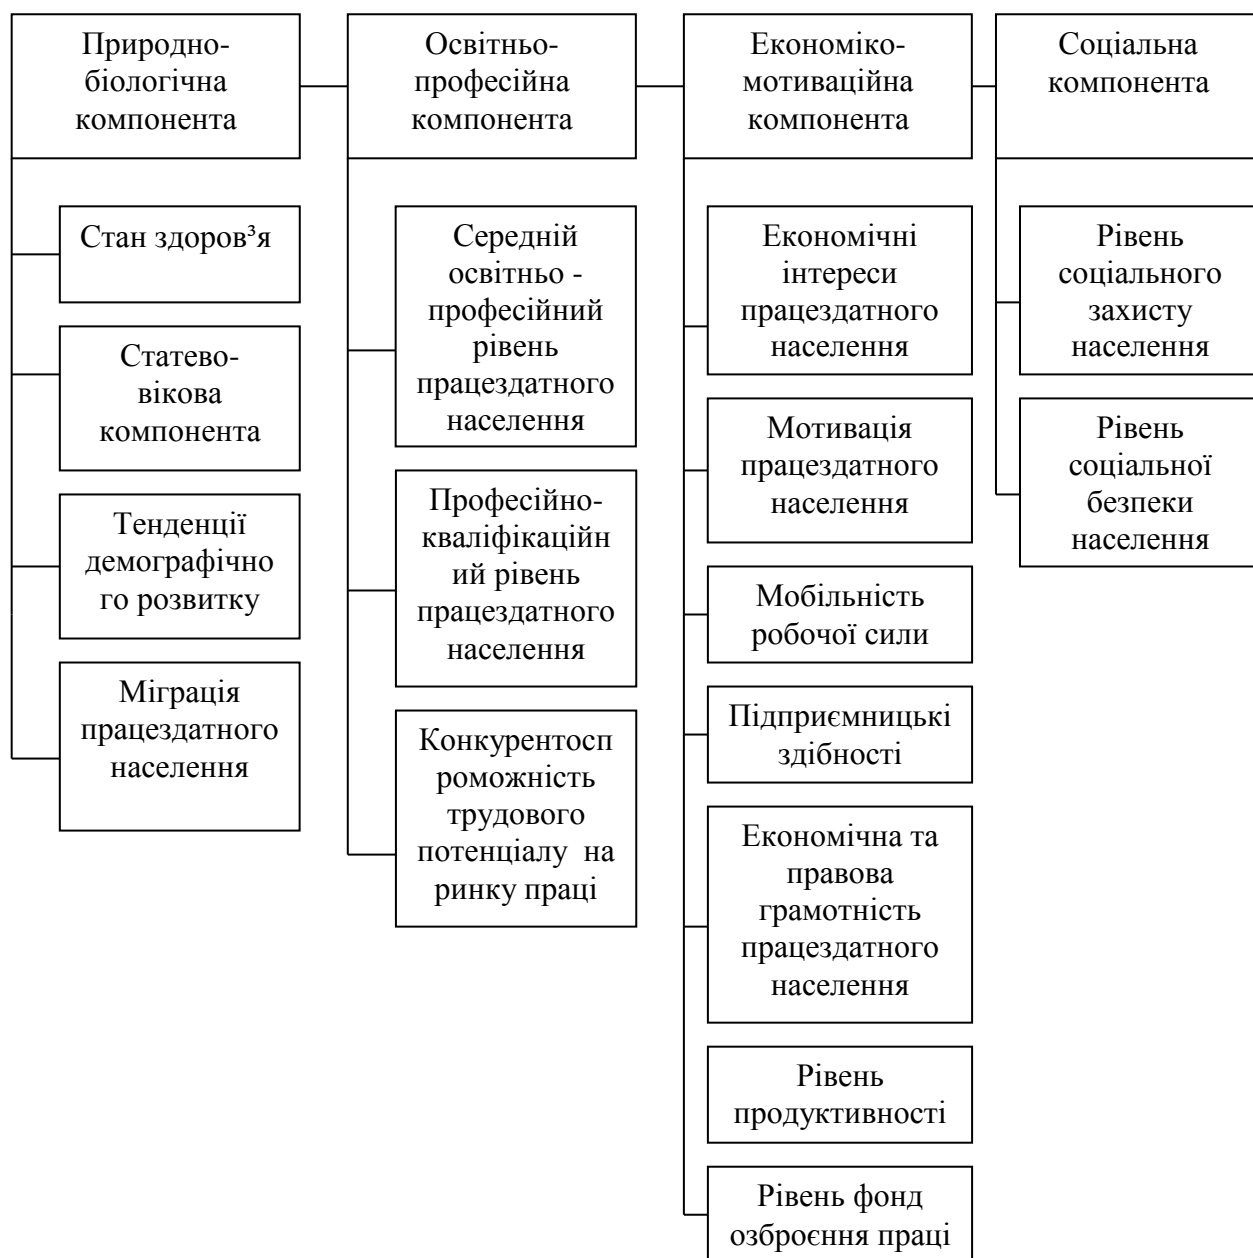 Природно-
біологічна
компонента
Освітньо-
професійна
компонента
Економіко-
мотиваційна
компонента
Соціальна
компонента
Стан здоров³я
Статево-
вікова
компонента
Тенденції
демографічно
го розвитку
Міграція
працездатного
населення
Середній
освітньо -
професійний
рівень
працездатного
населення
Професійно-
кваліфікаційн
ий рівень
працездатного
населення
Конкурентосп
роможність
трудового
потенціалу на
ринку праці
Економічні
інтереси
працездатного
населення
Мотивація
працездатного
населення
Мобільність
робочої сили
Підприємницькі
здібності
Економічна та
правова
грамотність
працездатного
населення
Рівень
продуктивності
Рівень фонд
озброєння праці
Рівень
соціального
захисту
населення
Рівень
соціальної
безпеки
населення